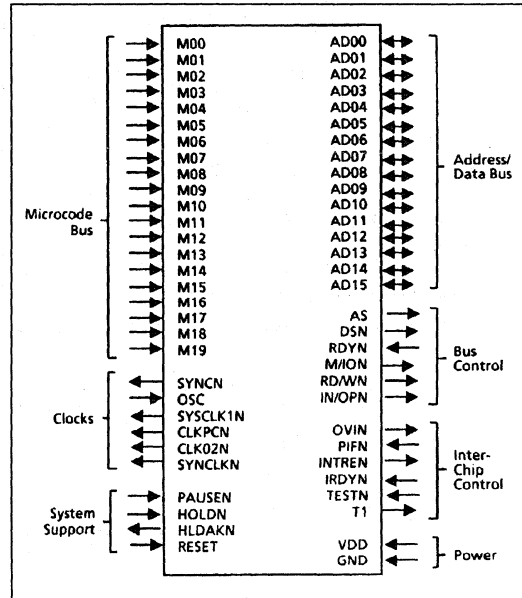 Microcode
Bus
M00
M01
M02
M03
M04
M05
M06
M07
M08
M09
M10
M11
M12
M13
M14
M15
M16
M17
M18
M19
Clocks
SYNCN
OSC
SYSCLK1N
CLKPCN
CLK02N
SYNCLKN
System
Support
PAUSEN
HOLDN
HLDAKN
RESET
AD00
AD01
AD02
AD03
AD04
AD05
AD06
AD07
AD08
AD09
AD10
AD11
AD12
AD13
AD14
AD15
Address/
Data Bus
AS
DSN
RDYN
M/ION
RD/WN
IN/OPN
Bus
Control
OVIN
PIFN
INTREN
IRDYN
TESTN
T1
Inter-
Chip
Control
VDD
GND
Power